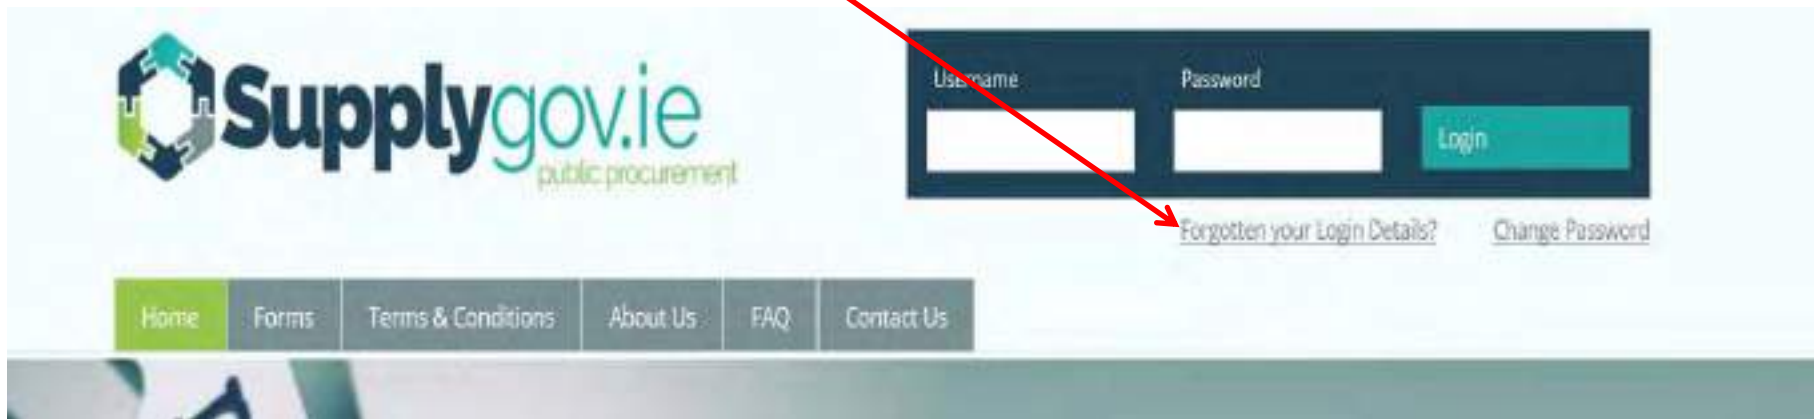 Supplygov.ie
public procurement
Username Password
Login
Forgotten your Login Details? Change Password
Home Forms Terms & Conditions About Us FAQ Contact Us